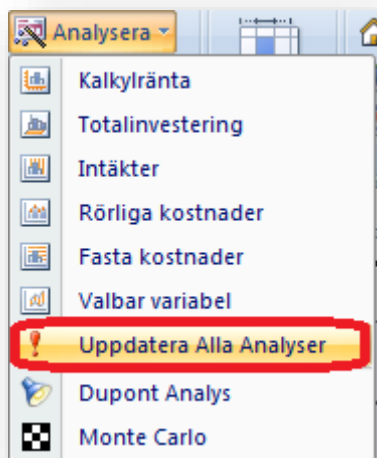 Analysera
Kalkylränta
Totalinvestering
Intäkter
Rörliga kostnader
Fasta kostnader
Valbar variabel
Uppdatera Alla Analyser
Dupont Analys
Monte Carlo